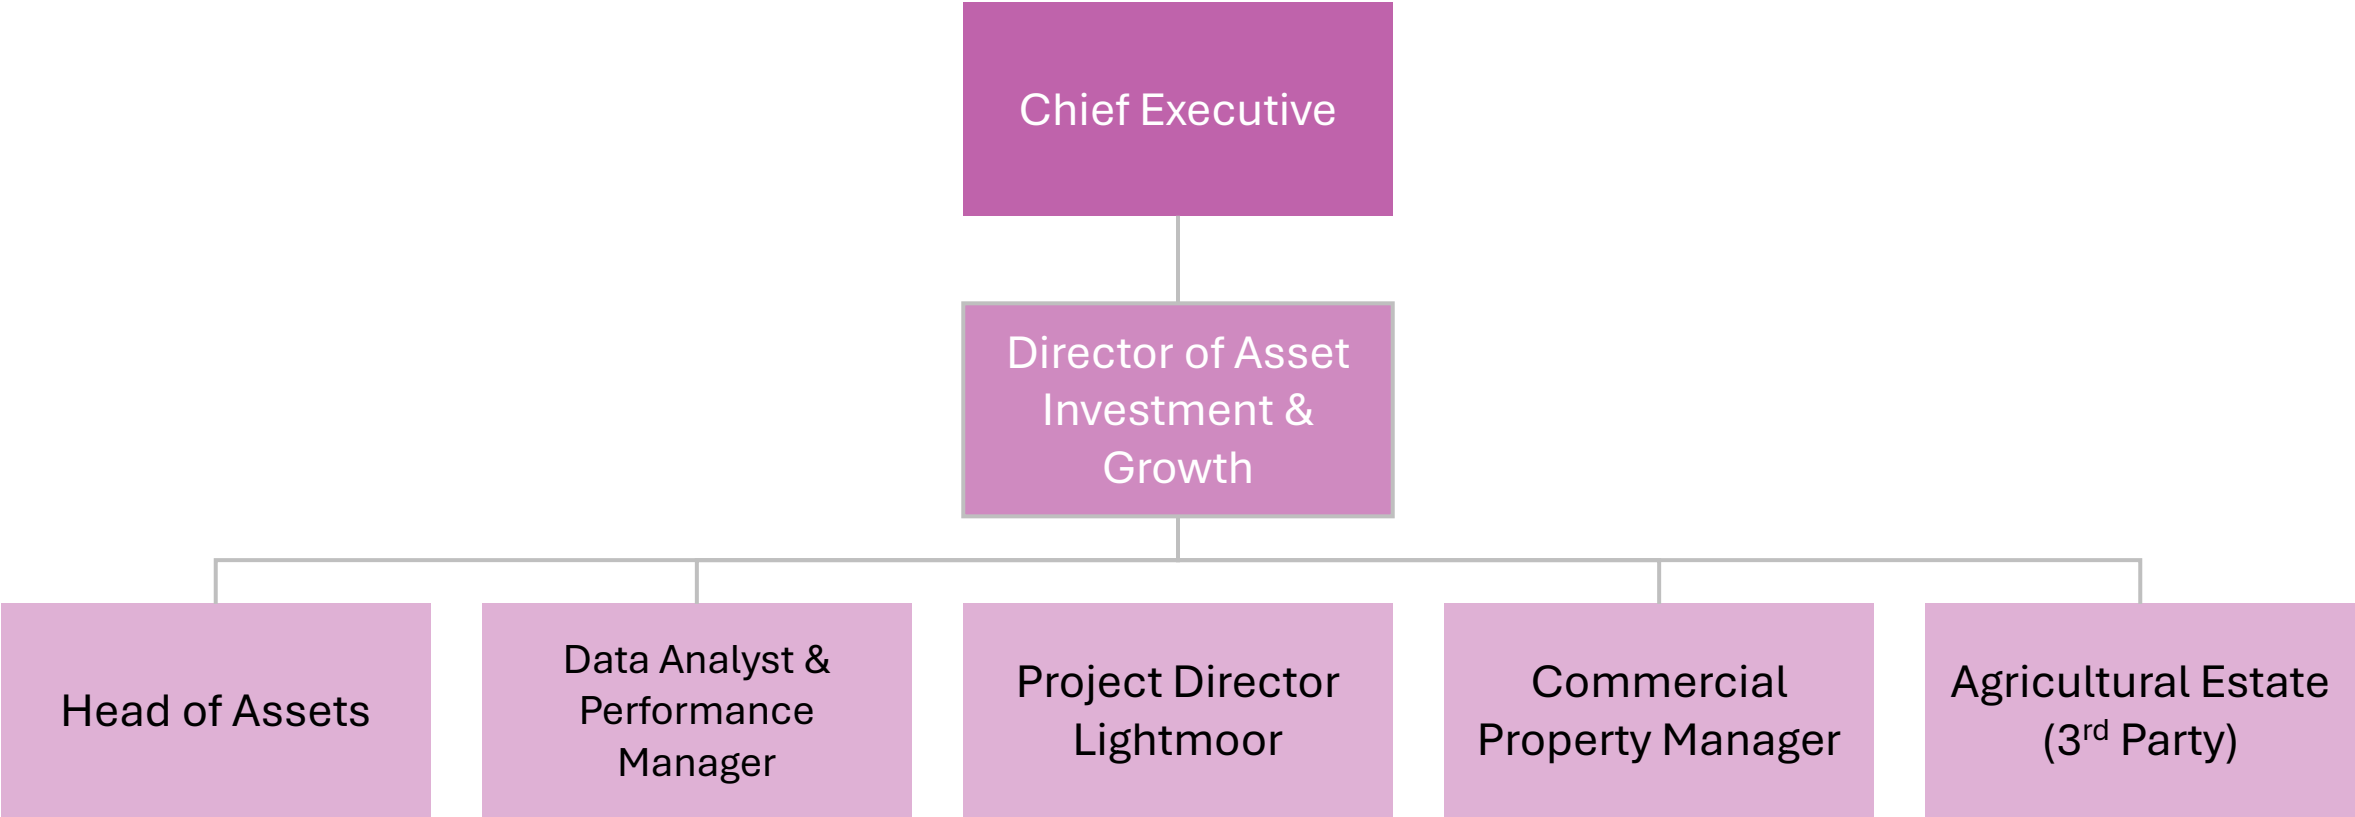 Chief Executive
Director of Asset
Investment &
Growth
Head of Assets
Data Analyst &
Performance
Manager
Project Director
Lightmoor
Commercial
Property Manager
Agricultural Estate
(3rd Party)